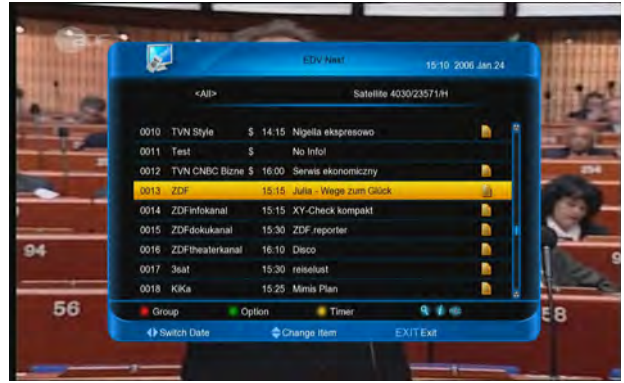 EDV Next
15:10 2006 Jan.24
<All> Satellite 4030/23571/H
0010 TVN Style $ 14:15 Nigella ekspresowo
0011 Test $ No Info!
0012 TVN CNBC Bizne $ 16:00 Serwis ekonomiczny
0013 ZDF 15:15 Julia - Wege zum Glück
0014 ZDFinfokanal 15:15 XY-Check kompakt
0015 ZDFdokukanal 15:30 ZDF.reporter
0016 ZDFtheaterkanal 16:10 Disco
0017 3sat 15:30 reiselust
0018 KiKa 15:25 Mimis Plan
Group Option Timer
Switch Date Change Item EXIT Exit
94
56
294
58